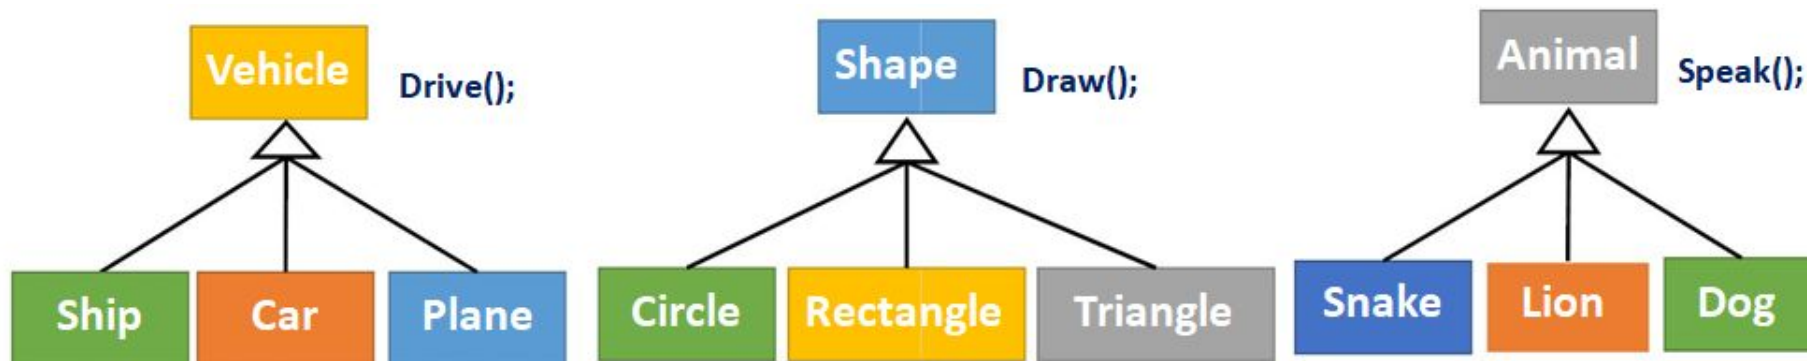 Vehicle
Drive();
Ship
Car
Plane
Shape
Draw();
Circle
Rectangle
Triangle
Animal
Speak();
Snake
Lion
Dog